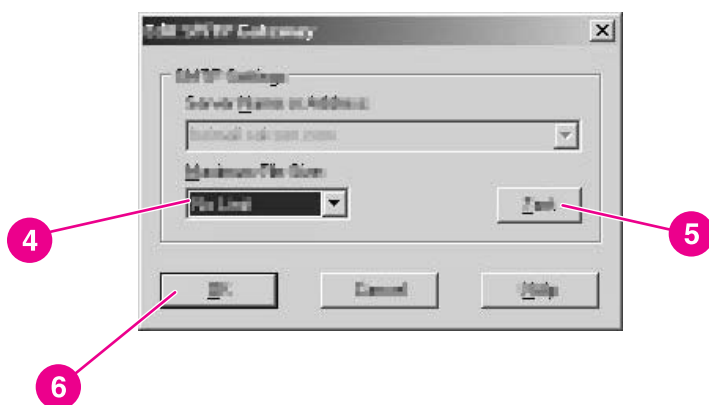 Edit SMTP Gateway
SMTP Settings
Server Name or Address:
Maximum File Size:
No Limit
Test
OK
Cancel
Help
4
5
6